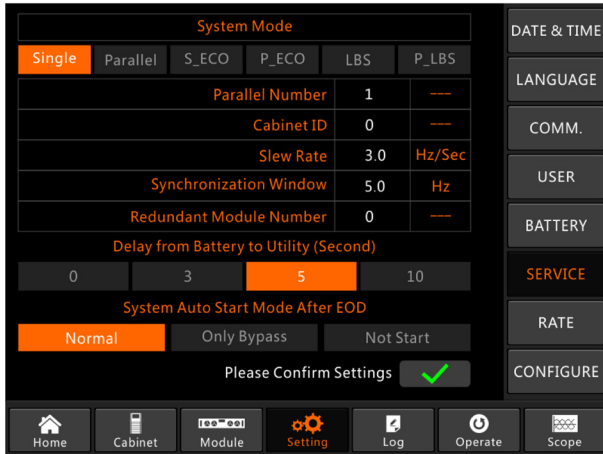 System Mode
DATE & TIME
Single Parallel S_ECO P_ECO LBS P_LBS
LANGUAGE
Parallel Number 1 ---
Cabinet ID 0 ---
COMM.
Slew Rate 3.0 Hz/Sec
USER
Synchronization Window 5.0 Hz
Redundant Module Number 0 ---
BATTERY
Delay from Battery to Utility (Second)
0 3 5 10
SERVICE
System Auto Start Mode After EOD
RATE
Normal Only Bypass Not Start
Please Confirm Settings
CONFIGURE
Home Cabinet Module Setting Log Operate Scope